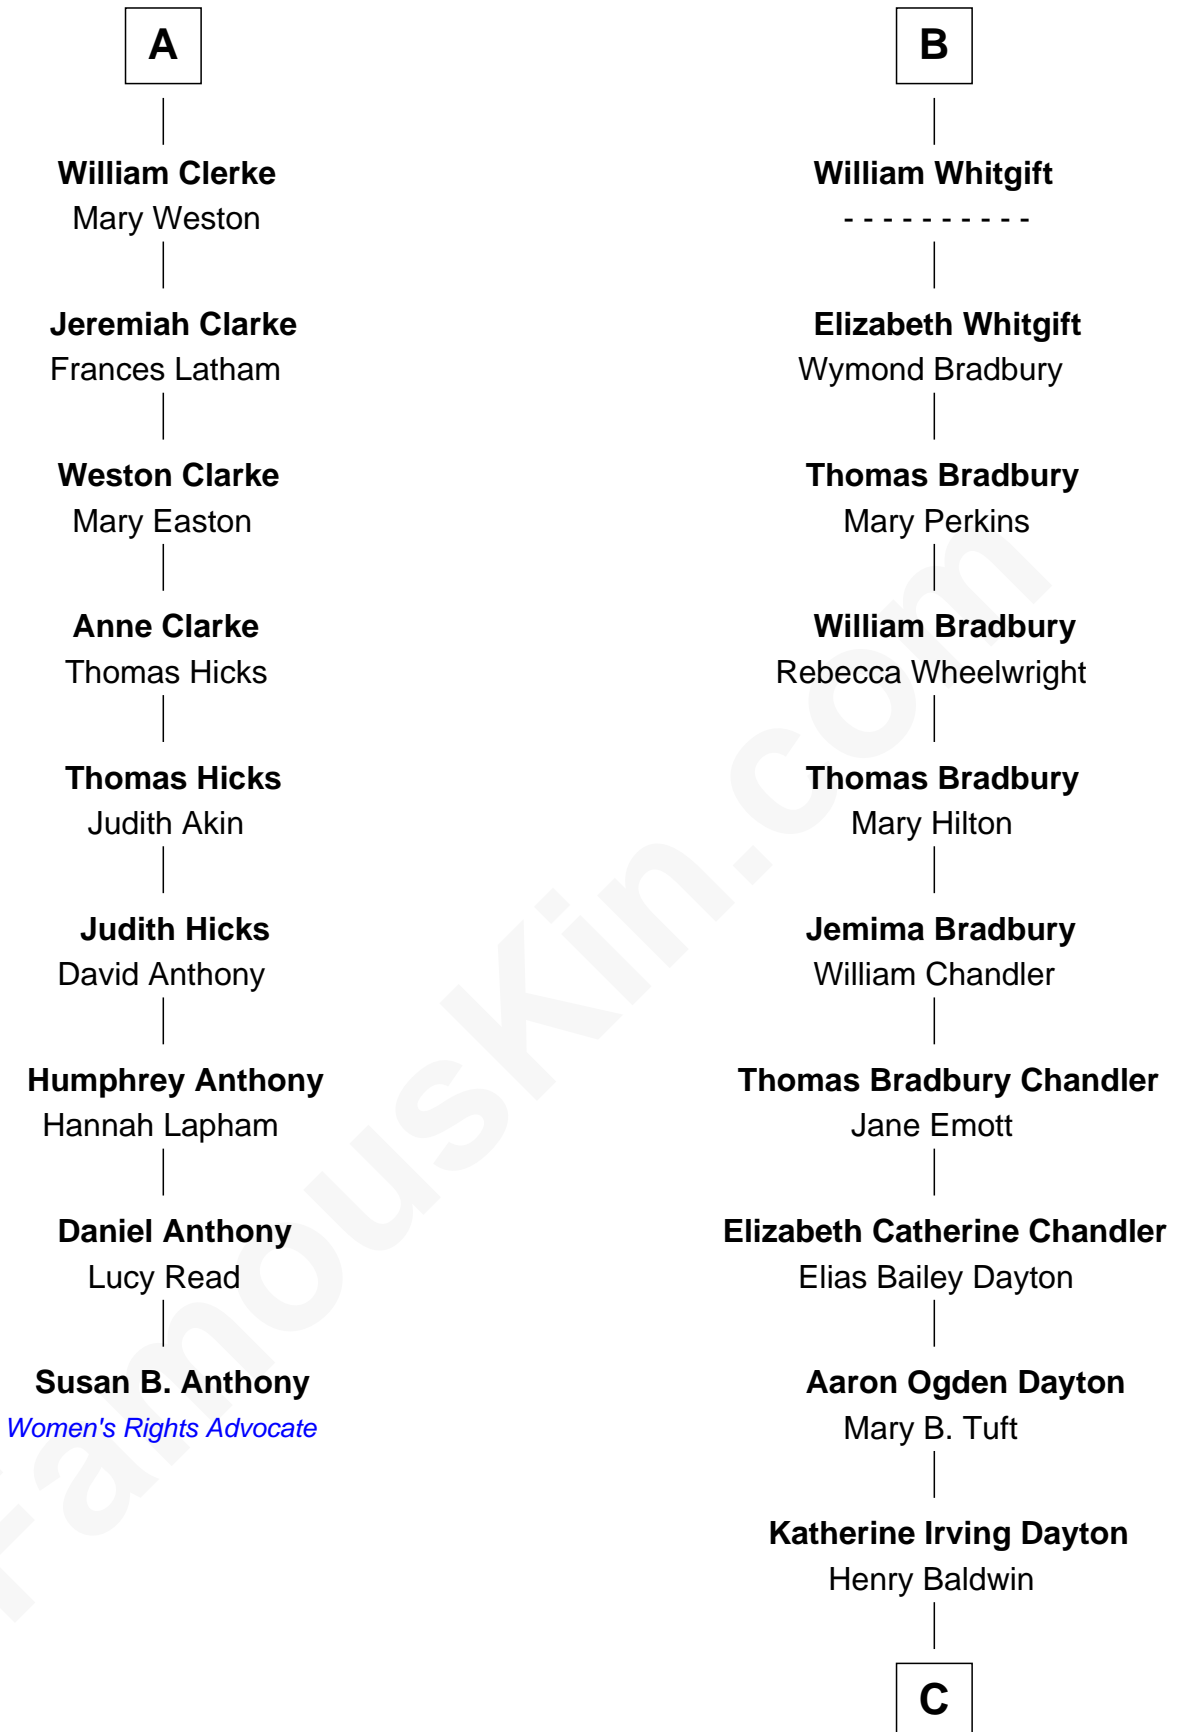 A
William Clerke
Mary Weston
Jeremiah Clarke
Frances Latham
Weston Clarke
Mary Easton
Anne Clarke
Thomas Hicks
Thomas Hicks
Judith Akin
Judith Hicks
David Anthony
Humphrey Anthony
Hannah Lapham
Daniel Anthony
Lucy Read
Susan B. Anthony
Women's Rights Advocate
B
William Whitgift
- - - - - - - - - -
Elizabeth Whitgift
Wymond Bradbury
Thomas Bradbury
Mary Perkins
William Bradbury
Rebecca Wheelwright
Thomas Bradbury
Mary Hilton
Jemima Bradbury
William Chandler
Thomas Bradbury Chandler
Jane Emott
Elizabeth Catherine Chandler
Elias Bailey Dayton
Aaron Ogden Dayton
Mary B. Tuft
Katherine Irving Dayton
Henry Baldwin
C
FamousKin.com